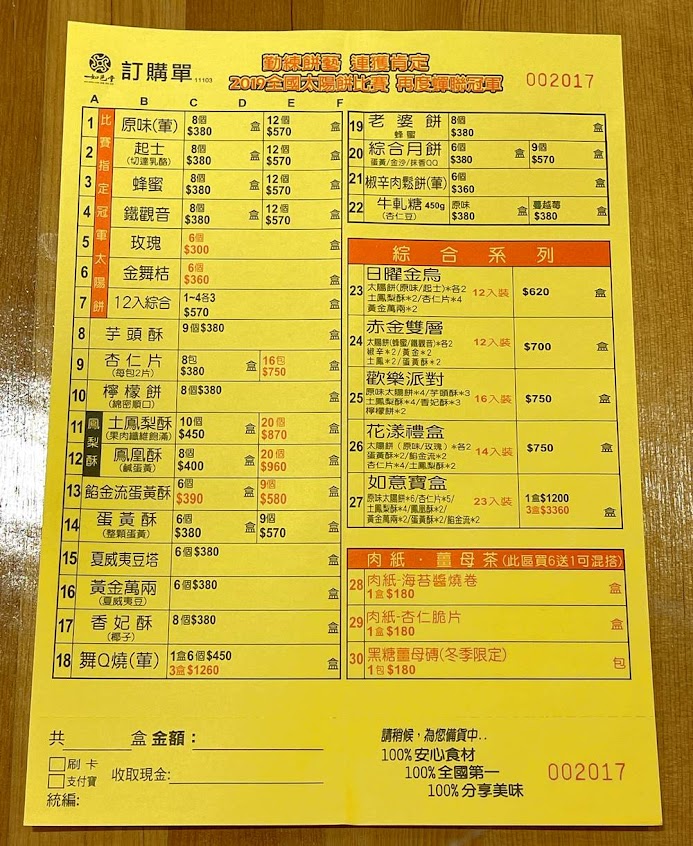 一如邑堂
訂購單 11103
勤練餅藝 連獲肯定
2019全國太陽餅比賽 再度蟬聯冠軍
002017
A B C D E F
比賽指定冠軍太陽餅
1 原味(葷) 8個 $380 盒 12個 $570 盒
2 起士 (切達乳酪) 8個 $380 盒 12個 $570 盒
3 蜂蜜 8個 $380 盒 12個 $570 盒
4 鐵觀音 8個 $380 盒 12個 $570 盒
5 玫瑰 6個 $300 盒
6 金舞桔 6個 $360 盒
7 12入綜合 1~4各3 $570 盒
8 芋頭酥 9個$380 盒
9 杏仁片 (每包2片) 8包 $380 盒 16包 $750 盒
10 檸檬餅 (綿密順口) 8個$380 盒
鳳梨酥
11 土鳳梨酥 (果肉纖維飽滿) 10個 $450 盒 20個 $870 盒
12 鳳凰酥 (鹹蛋黃) 8個 $400 盒 20個 $960 盒
13 餡金流蛋黃酥 6個 $390 盒 9個 $580 盒
14 蛋黃酥 (整顆蛋黃) 6個 $380 盒 9個 $570 盒
15 夏威夷豆塔 6個$380 盒
16 黃金萬兩 (夏威夷豆) 6個$380 盒
17 香妃酥 (椰子) 8個$380 盒
18 舞Q燒(葷) 1盒6個$450 3盒$1260 盒
19 老婆餅 蜂蜜 8個 $380 盒
20 綜合月餅 蛋黃/金沙/抹香QQ 6個 $380 盒 9個 $570 盒
21 椒辛肉鬆餅(葷) 6個 $360 盒
22 牛軋糖 450g (杏仁豆) 原味 $380 盒 蔓越莓 $380 盒
綜合系列
23 日曜金烏 12入裝 $620 盒
太陽餅(原味/起士)*各2
土鳳梨酥*2/杏仁片*4
黃金萬兩*2
24 赤金雙層 12入裝 $700 盒
太陽餅(蜂蜜/鐵觀音)*各2
椒辛*2/黃金*2
土鳳*2/蛋黃*2
25 歡樂派對 16入裝 $750 盒
原味太陽餅*4/芋頭酥*3
土鳳梨酥*4/香妃酥*3
檸檬餅*2
26 花漾禮盒 14入裝 $750 盒
太陽餅(原味/玫瑰)*各2
蛋黃酥*2/餡金流*2
杏仁片*4/土鳳梨酥*2
27 如意寶盒 23入裝 1盒$1200 3盒$3360 盒
原味太陽餅*6/杏仁片*5/
土鳳梨酥*4/鳳凰酥*2/
黃金萬兩*2/蛋黃酥*2/餡金流*2
肉紙．薑母茶(此區買6送1可混搭)
28 肉紙-海苔醬燒卷 1盒$180 盒
29 肉紙-杏仁脆片 1盒$180 盒
30 黑糖薑母磚(冬季限定) 1包$180 包
共 盒 金額：
刷卡
支付寶
收取現金:
統編:
請稍候，為您備貨中..
100%安心食材
100%全國第一
100%分享美味
002017